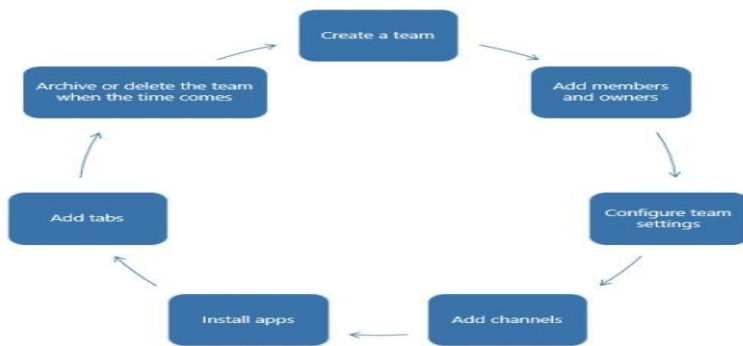 Create a team
Add members
and owners
Configure team
settings
Add channels
Install apps
Add tabs
Archive or delete the team
when the time comes